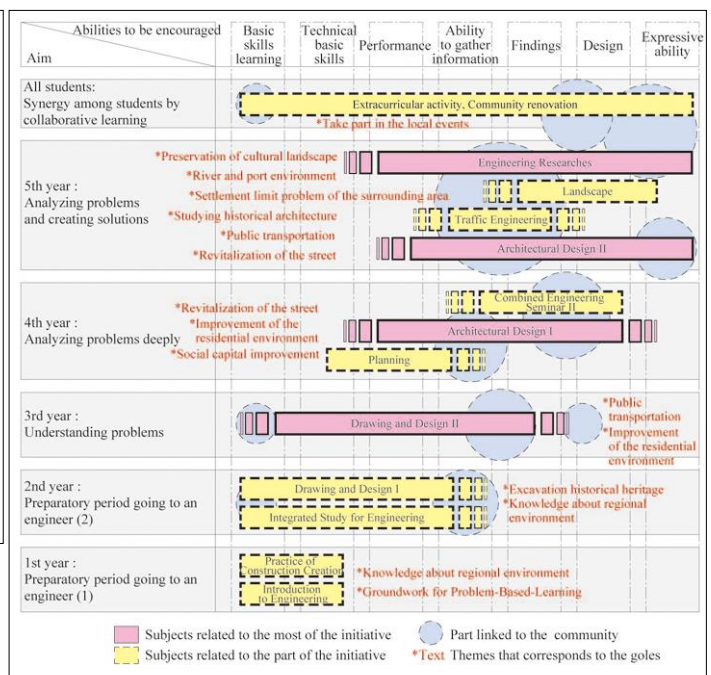 Abilities to be encouraged
Aim
Basic skills learning
Technical basic skills
Performance
Ability to gather information
Findings
Design
Expressive ability
All students:
Synergy among students by
collaborative learning
Extracurricular activity, Community renovation
*Take part in the local events
5th year :
Analyzing problems
and creating solutions
*Preservation of cultural landscape
*River and port environment
*Settlement limit problem of the surrounding area
*Studying historical architecture
*Public transportation
*Revitalization of the street
Engineering Researches
Landscape
Traffic Engineering
Architectural Design II
4th year :
Analyzing problems deeply
*Revitalization of the street
*Improvement of the
residential environment
*Social capital improvement
Combined Engineering
Seminar II
Architectural Design I
Planning
3rd year :
Understanding problems
Drawing and Design II
*Public
transportation
*Improvement
of the residential
environment
2nd year :
Preparatory period going to an
engineer (2)
Drawing and Design I
Integrated Study for Engineering
*Excavation historical heritage
*Knowledge about regional
environment
1st year :
Preparatory period going to an
engineer (1)
Practice of
Construction Creation
Introduction
to Engineering
*Knowledge about regional environment
*Groundwork for Problem-Based-Learning
Subjects related to the most of the initiative
Part linked to the community
Subjects related to the part of the initiative
*Text Themes that corresponds to the goles